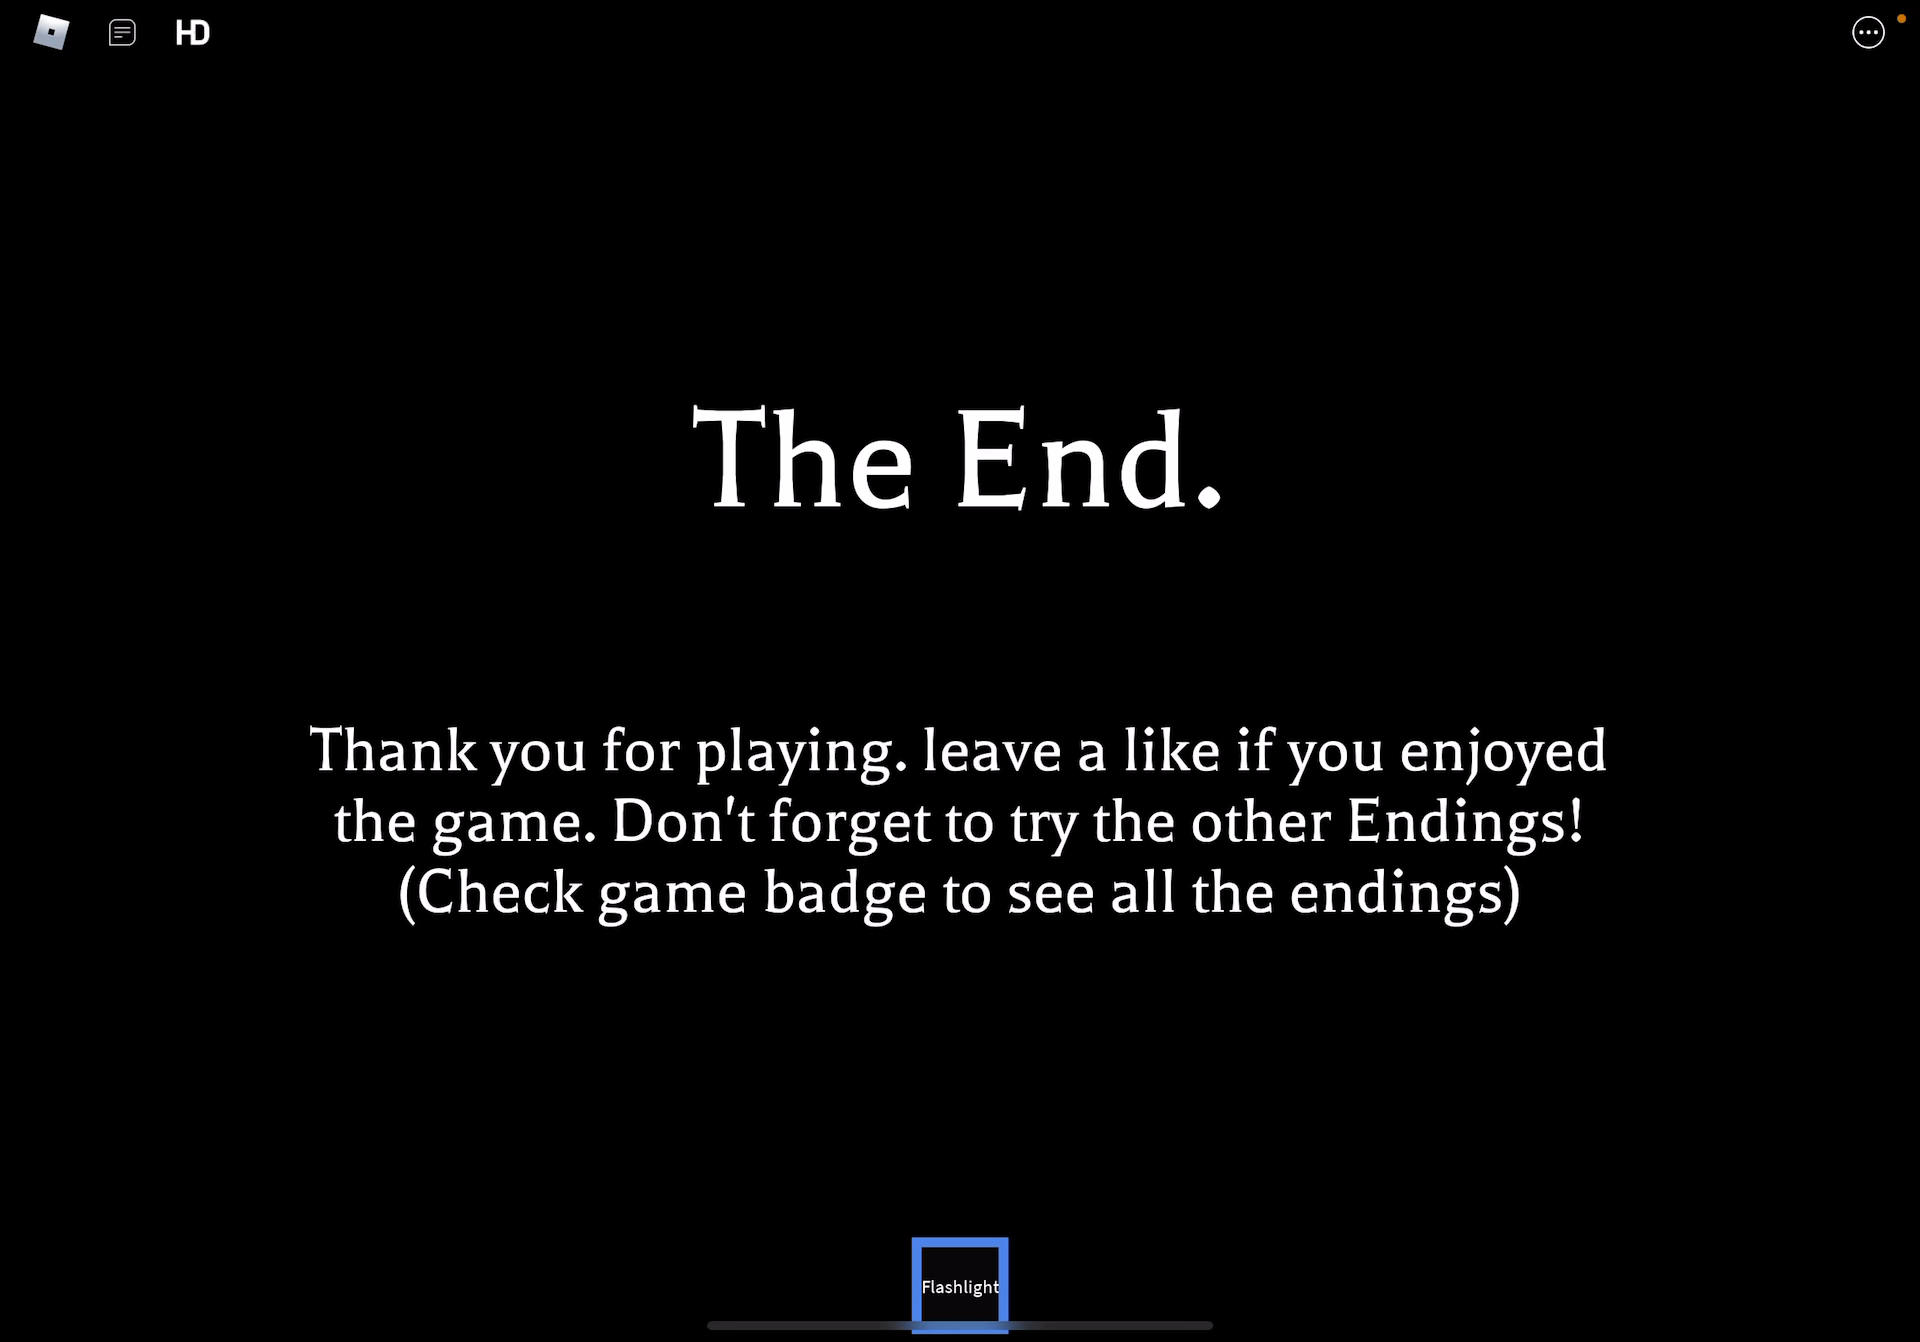 HD
The End.
Thank you for playing. leave a like if you enjoyed
the game. Don't forget to try the other Endings!
(Check game badge to see all the endings)
Flashlight